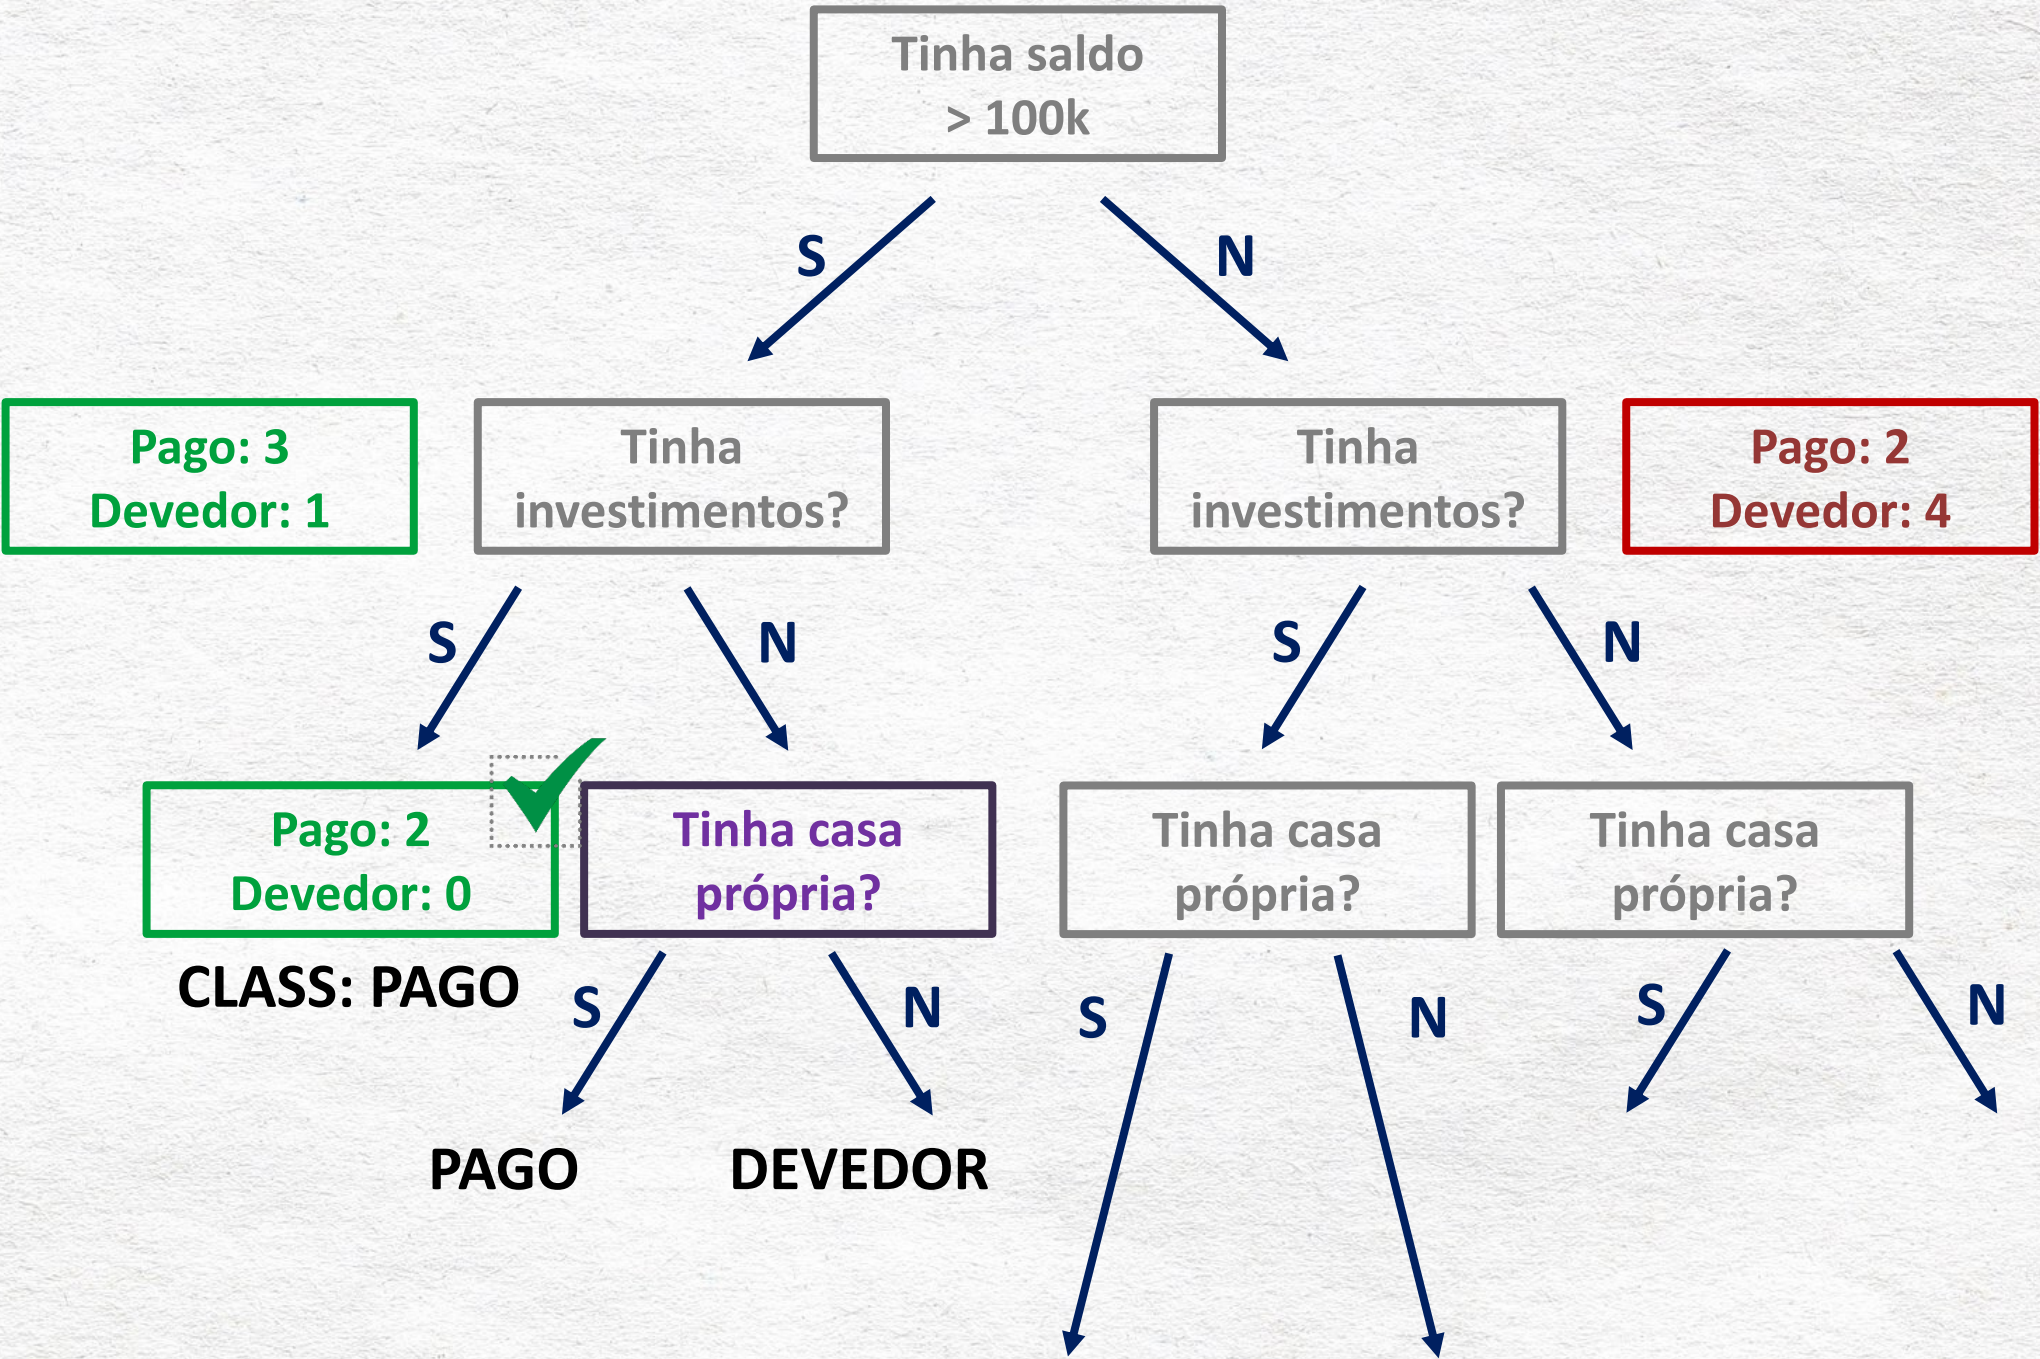 Tinha saldo
> 100k
S
N
Pago: 3
Devedor: 1
Tinha
investimentos?
Tinha
investimentos?
Pago: 2
Devedor: 4
S
N
S
N
Pago: 2
Devedor: 0
Tinha casa
própria?
Tinha casa
própria?
Tinha casa
própria?
CLASS: PAGO
S
N
S
N
S
N
PAGO
DEVEDOR